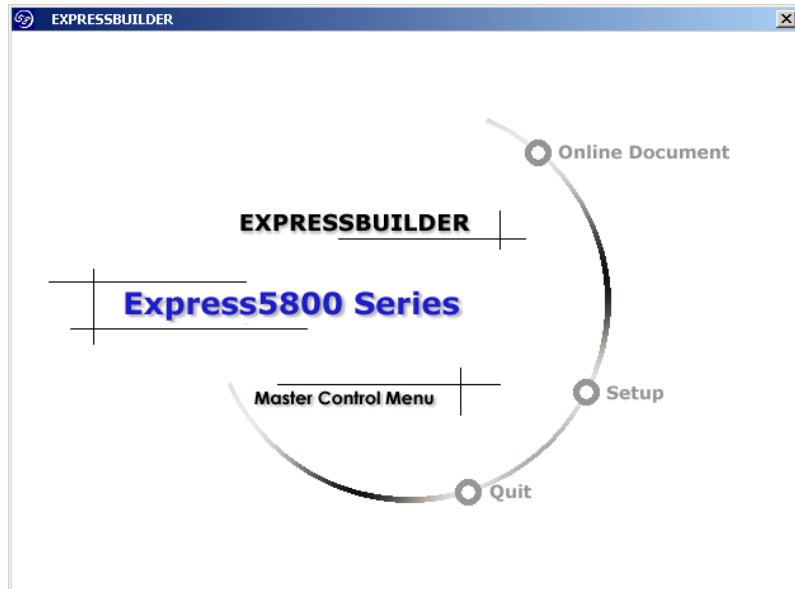 EXPRESSBUILDER
Online Document
EXPRESSBUILDER
Express5800 Series
Master Control Menu
Setup
Quit